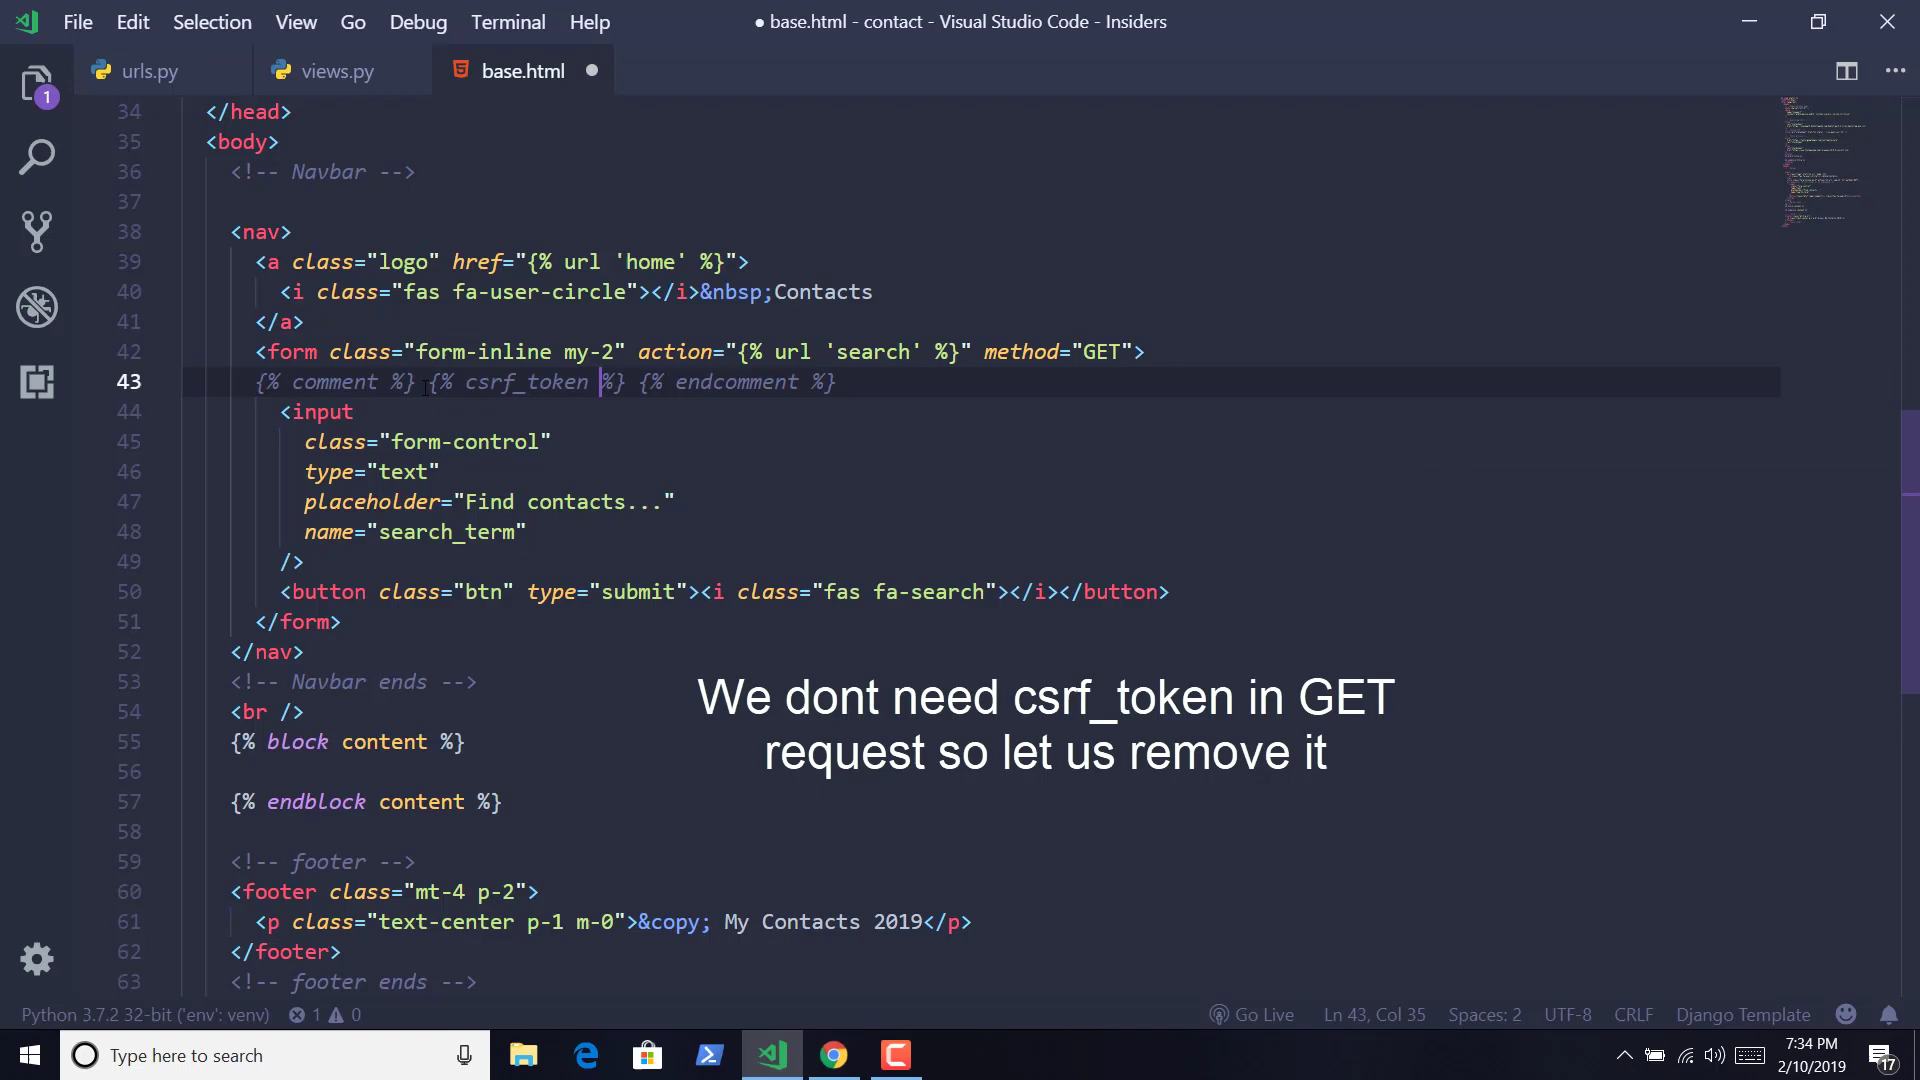 File Edit Selection View Go Debug Terminal Help ● base.html - contact - Visual Studio Code - Insiders
urls.py views.py base.html ●
1
34 </head>
35 <body>
36 <!-- Navbar -->
37
38 <nav>
39 <a class="logo" href="{% url 'home' %}">
40 <i class="fas fa-user-circle"></i>&nbsp;Contacts
41 </a>
42 <form class="form-inline my-2" action="{% url 'search' %}" method="GET">
43 {% comment %} {% csrf_token %} {% endcomment %}
44 <input
45 class="form-control"
46 type="text"
47 placeholder="Find contacts..."
48 name="search_term"
49 />
50 <button class="btn" type="submit"><i class="fas fa-search"></i></button>
51 </form>
52 </nav>
53 <!-- Navbar ends -->
54 <br />
55 {% block content %}
56
57 {% endblock content %}
58
59 <!-- footer -->
60 <footer class="mt-4 p-2">
61 <p class="text-center p-1 m-0">&copy; My Contacts 2019</p>
62 </footer>
63 <!-- footer ends -->
We dont need csrf_token in GET
request so let us remove it
Python 3.7.2 32-bit ('env': venv) 1 0 Go Live Ln 43, Col 35 Spaces: 2 UTF-8 CRLF Django Template
Type here to search
7:34 PM
2/10/2019
17